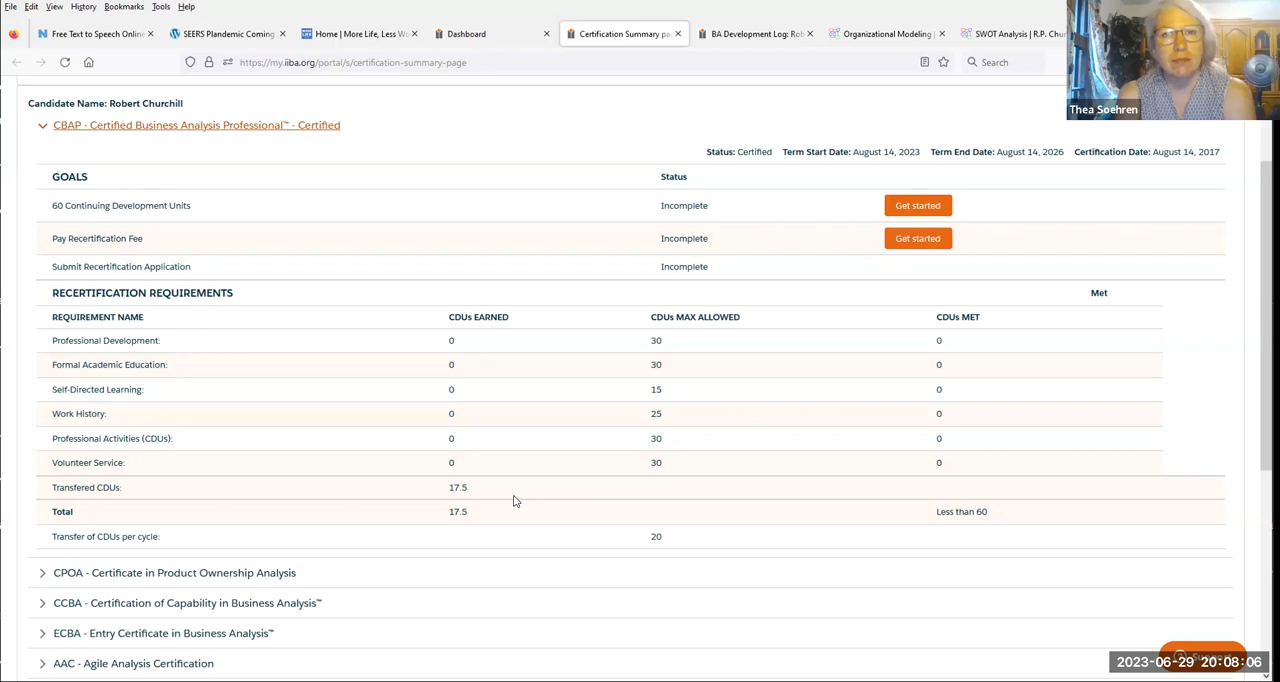 File Edit View History Bookmarks Tools Help
Free Text to Speech Online SEERS Plandemic Coming Home | More Life, Less Wo Dashboard Certification Summary pa BA Development Log: Rob Organizational Modeling | SWOT Analysis | R.P. Chur
https://my.iiba.org/portal/s/certification-summary-page Search
Thea Soehren
Candidate Name: Robert Churchill
CBAP - Certified Business Analysis Professional™ - Certified
Status: Certified Term Start Date: August 14, 2023 Term End Date: August 14, 2026 Certification Date: August 14, 2017
GOALS Status
60 Continuing Development Units Incomplete Get started
Pay Recertification Fee Incomplete Get started
Submit Recertification Application Incomplete
RECERTIFICATION REQUIREMENTS Met
REQUIREMENT NAME CDUs EARNED CDUs MAX ALLOWED CDUs MET
Professional Development: 0 30 0
Formal Academic Education: 0 30 0
Self-Directed Learning: 0 15 0
Work History: 0 25 0
Professional Activities (CDUs): 0 30 0
Volunteer Service: 0 30 0
Transfered CDUs: 17.5
Total 17.5 Less than 60
Transfer of CDUs per cycle: 20
CPOA - Certificate in Product Ownership Analysis
CCBA - Certification of Capability in Business Analysis™
ECBA - Entry Certificate in Business Analysis™
AAC - Agile Analysis Certification
2023-06-29 20:08:06